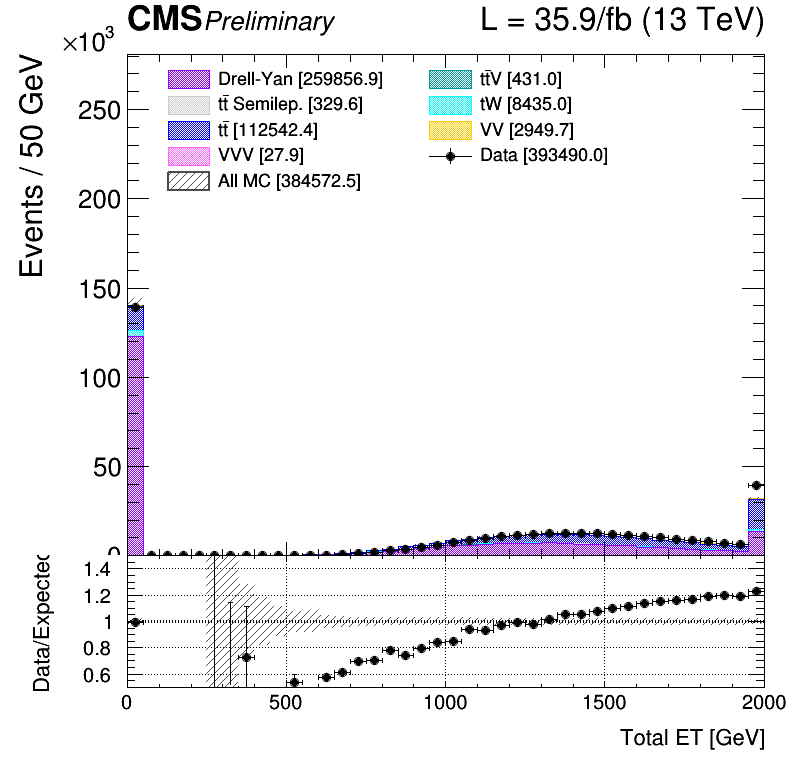 CMS Preliminary L = 35.9/fb (13 TeV)
×10³
Events / 50 GeV
Drell-Yan [259856.9]
tt̄ Semilep. [329.6]
tt̄ [112542.4]
VVV [27.9]
All MC [384572.5]
tt̄V [431.0]
tW [8435.0]
VV [2949.7]
Data [393490.0]
250
200
150
100
50
0
Data/Expected
1.4
1.2
1
0.8
0.6
0 500 1000 1500 2000
Total ET [GeV]